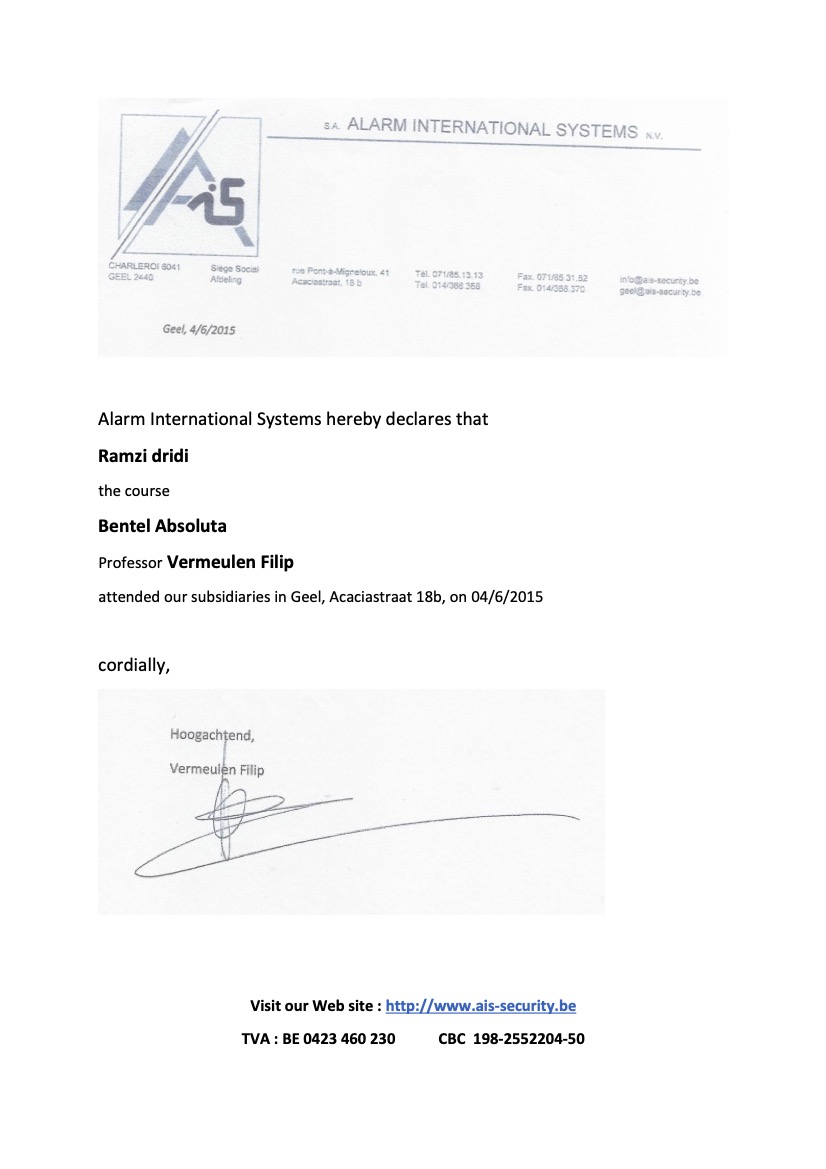 AiS
S.A. ALARM INTERNATIONAL SYSTEMS N.V.
CHARLEROI 6041 Siège Social rue Pont-à-Migneloux, 41 Tél. 071/85.13.13 Fax. 071/85.31.52 info@ais-security.be
GEEL 2440 Afdeling Acaciastraat, 18 b Tel. 014/388.368 Fax. 014/388.370 geel@ais-security.be
Geel, 4/6/2015
Alarm International Systems hereby declares that
Ramzi dridi
the course
Bentel Absoluta
Professor Vermeulen Filip
attended our subsidiaries in Geel, Acaciastraat 18b, on 04/6/2015
cordially,
Hoogachtend,
Vermeulen Filip
Visit our Web site : http://www.ais-security.be
TVA : BE 0423 460 230 CBC 198-2552204-50